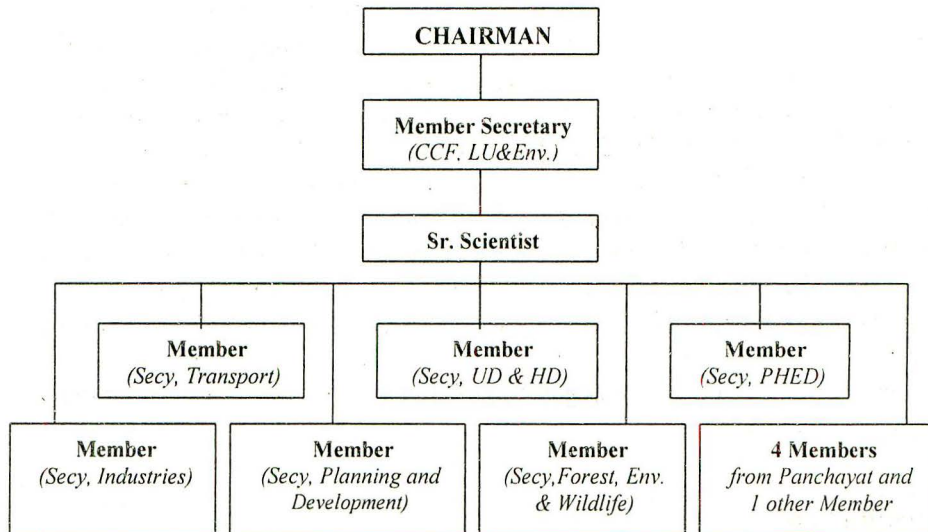 CHAIRMAN
Member Secretary
(CCF, LU&Env.)
Sr. Scientist
Member
(Secy, Transport)
Member
(Secy, UD & HD)
Member
(Secy, PHED)
Member
(Secy, Industries)
Member
(Secy, Planning and
Development)
Member
(Secy,Forest, Env.
& Wildlife)
4 Members
from Panchayat and
1 other Member